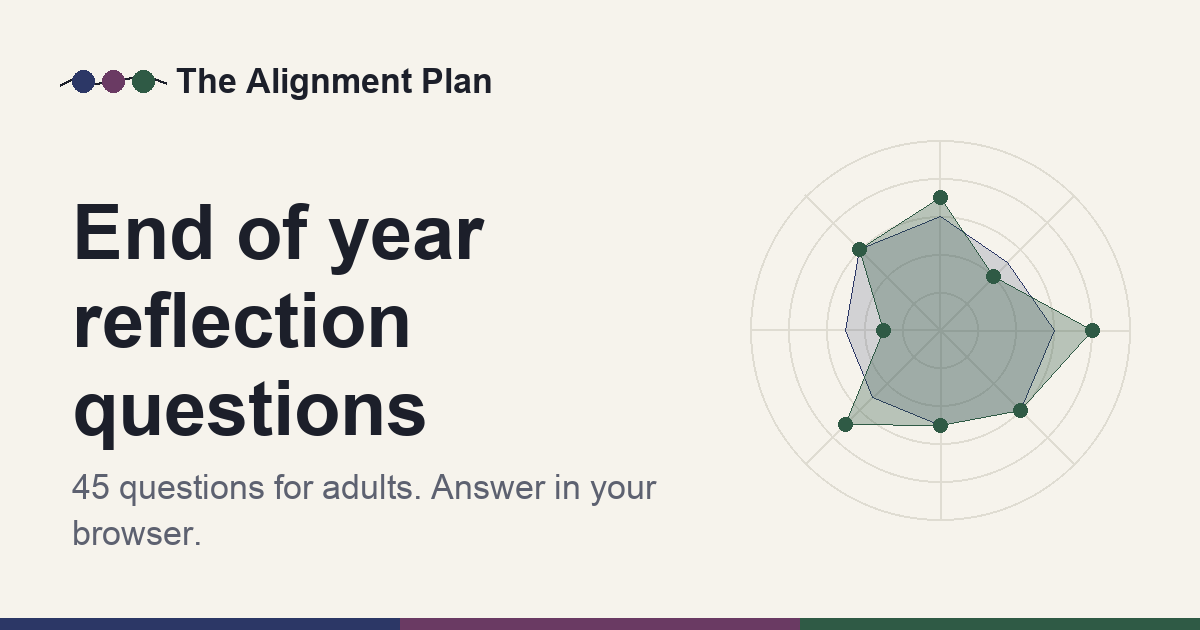 The Alignment Plan
End of year
reflection
questions
45 questions for adults. Answer in your
browser.